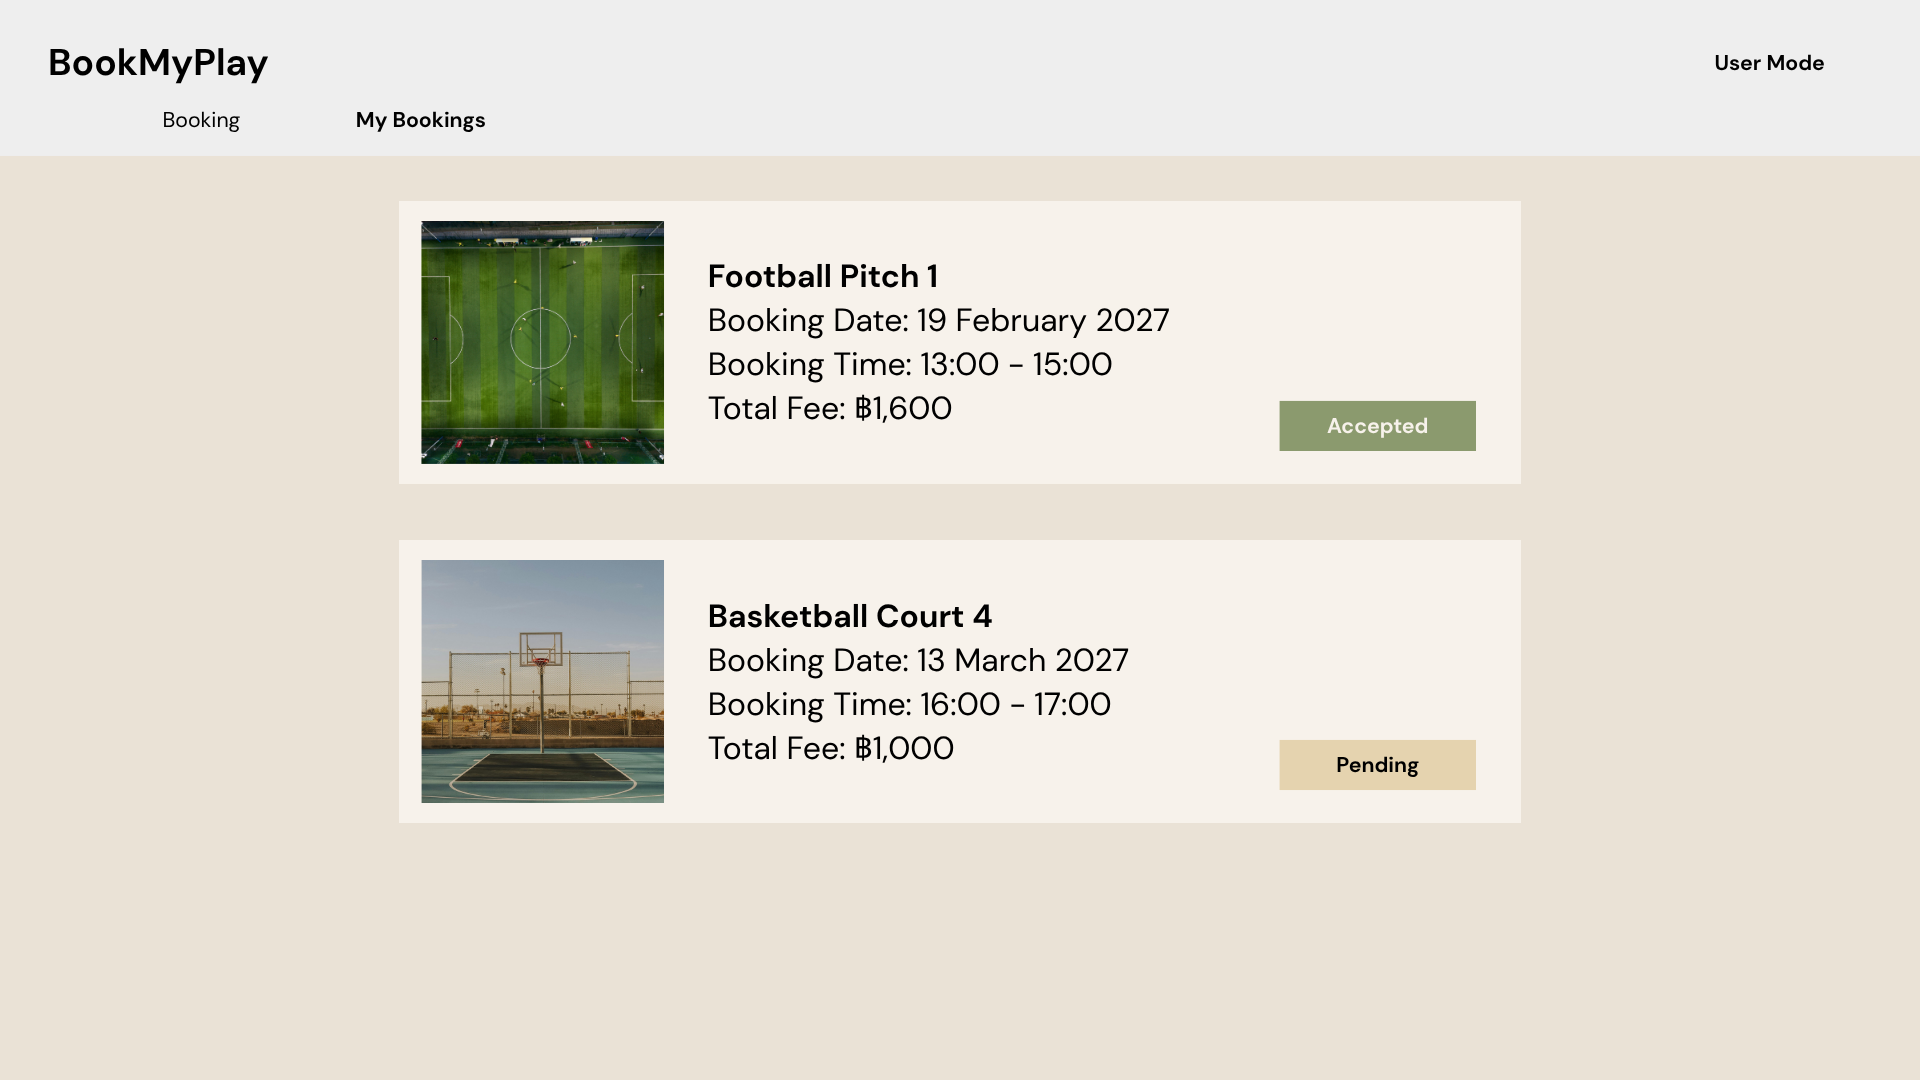 BookMyPlay
User Mode
Booking
My Bookings
Football Pitch 1
Booking Date: 19 February 2027
Booking Time: 13:00 - 15:00
Total Fee: ฿1,600
Accepted
Basketball Court 4
Booking Date: 13 March 2027
Booking Time: 16:00 - 17:00
Total Fee: ฿1,000
Pending